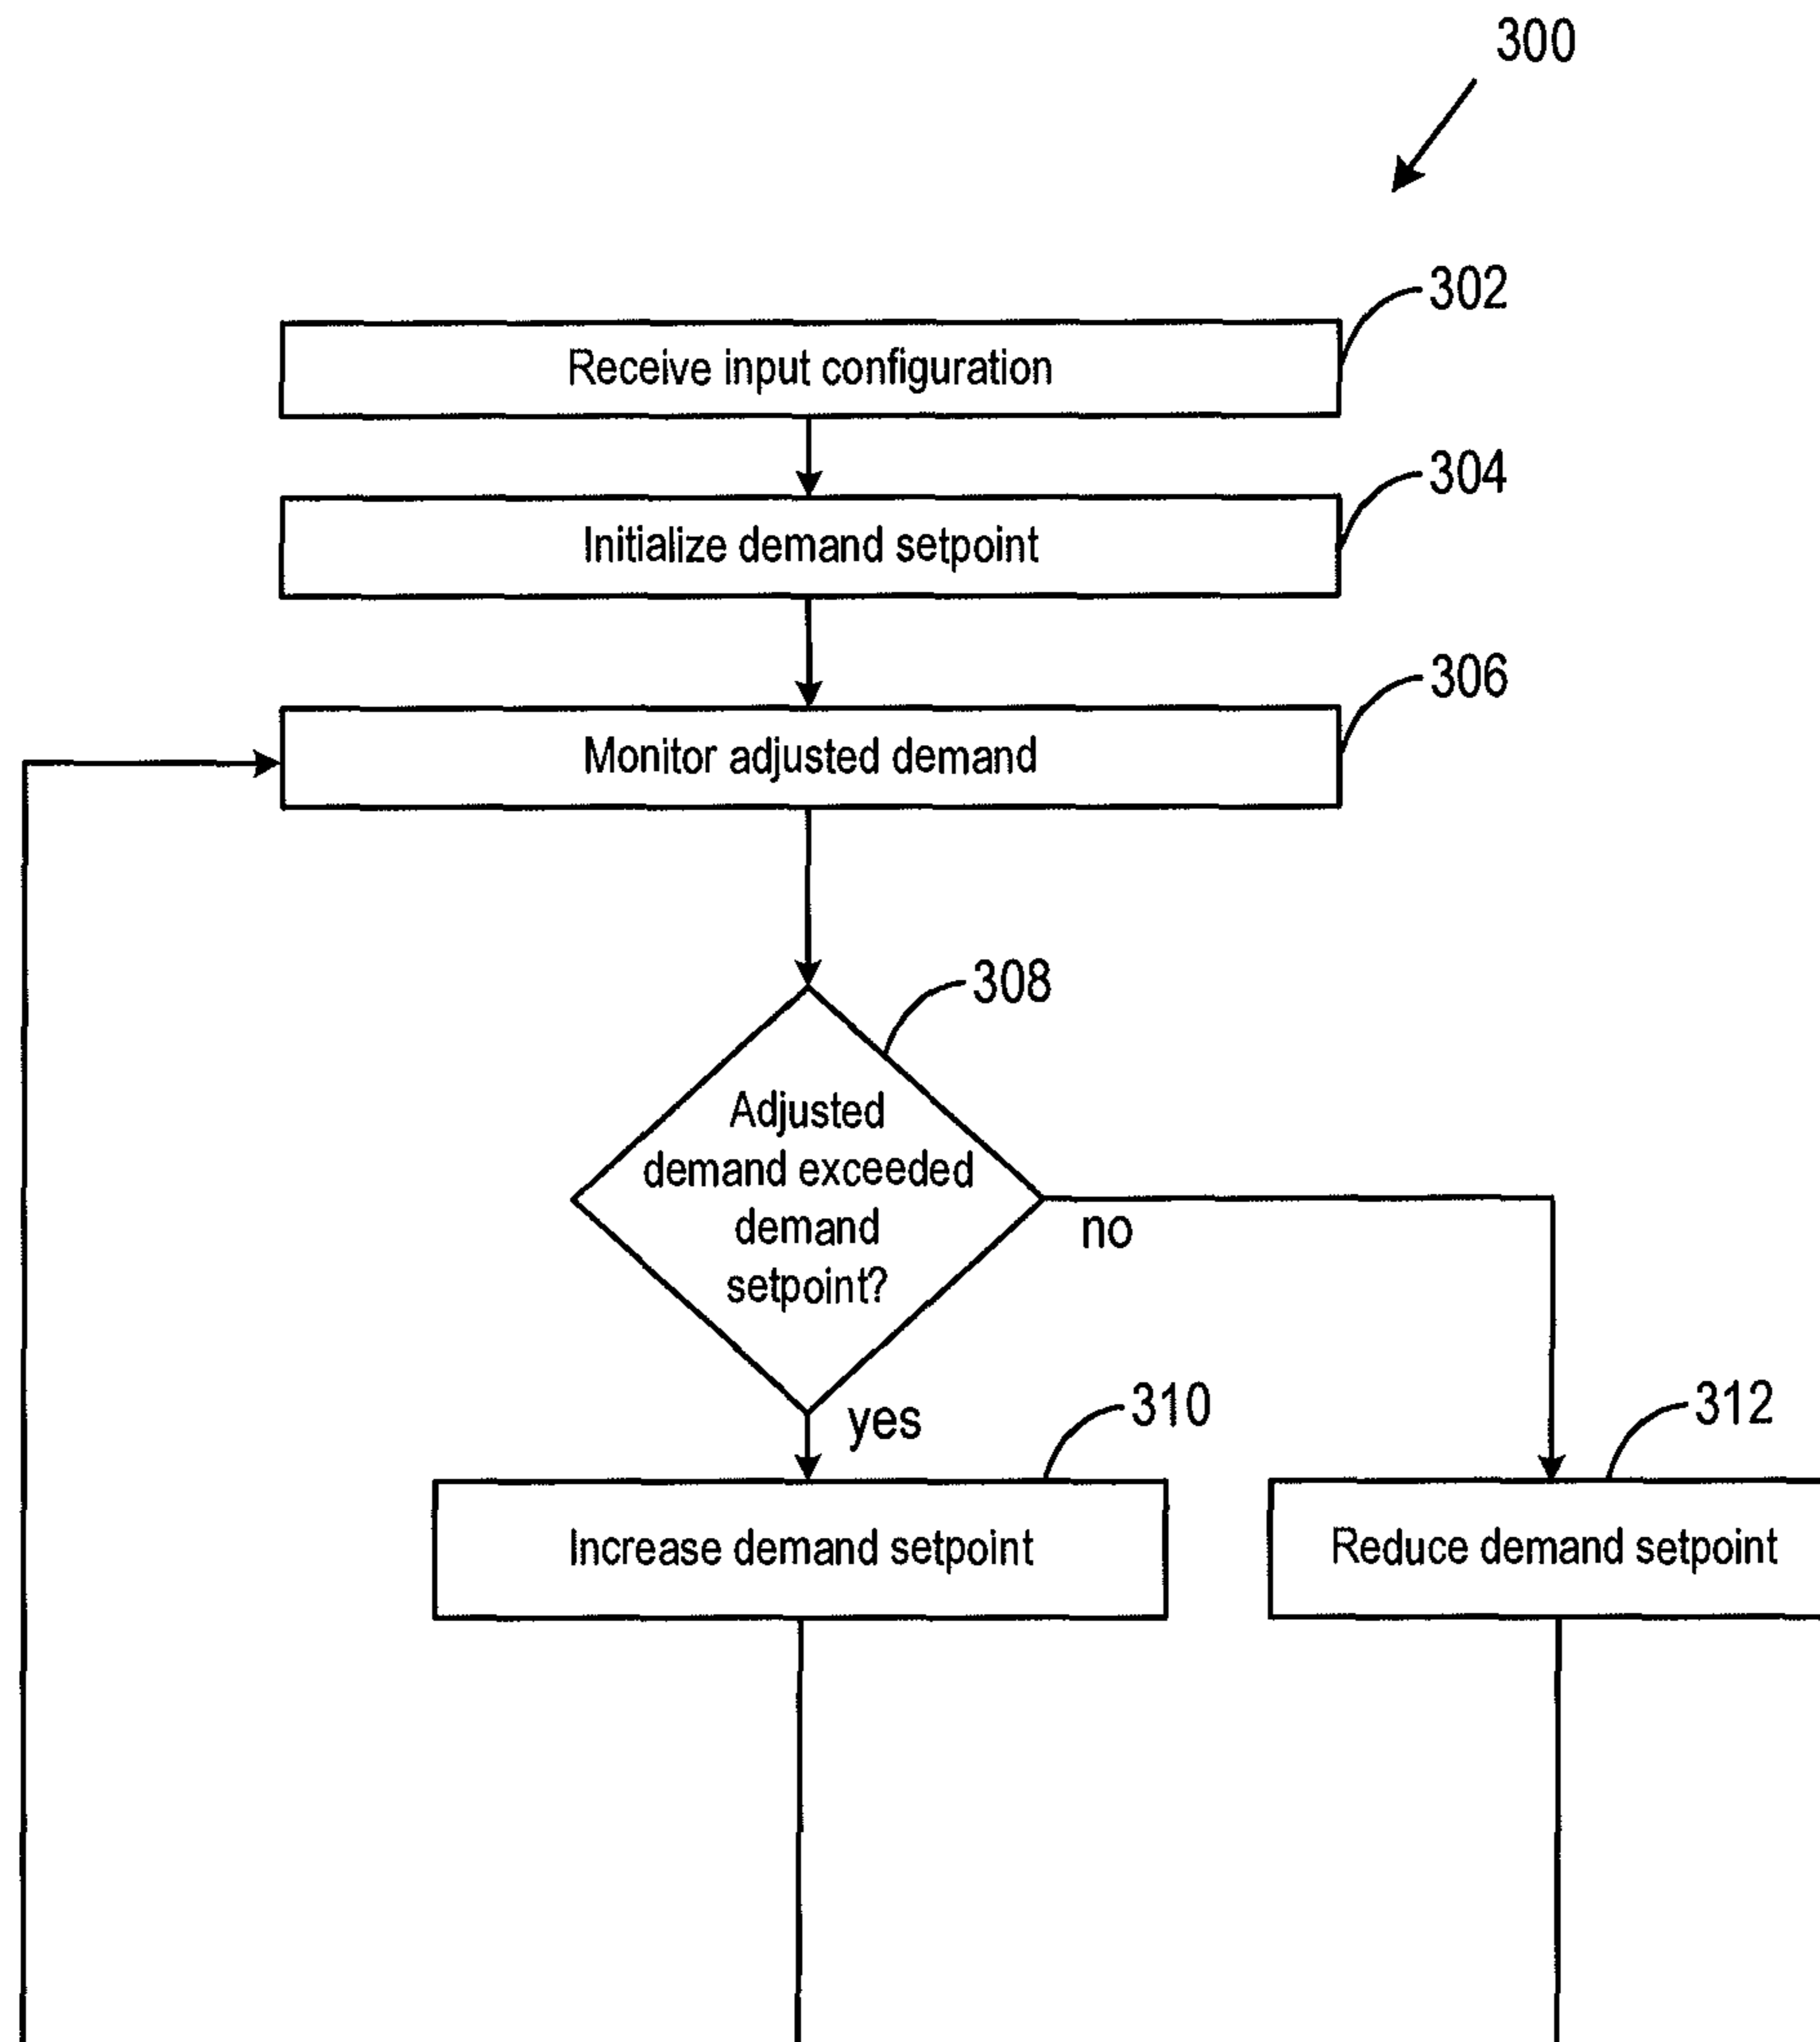 300
302
Receive input configuration
304
Initialize demand setpoint
306
Monitor adjusted demand
308
Adjusted
demand exceeded
demand
setpoint?
no
yes
310
312
Increase demand setpoint
Reduce demand setpoint